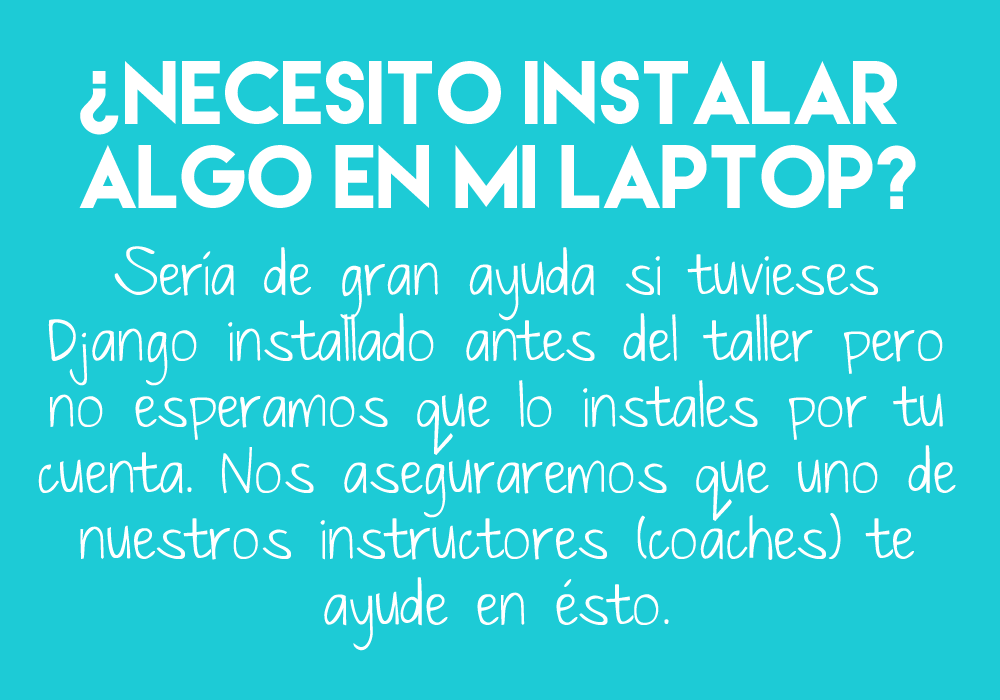 ¿NECESITO INSTALAR
ALGO EN MI LAPTOP?
Sería de gran ayuda si tuvieses
Django installado antes del taller pero
no esperamos que lo instales por tu
cuenta. Nos aseguraremos que uno de
nuestros instructores (coaches) te
ayude en ésto.